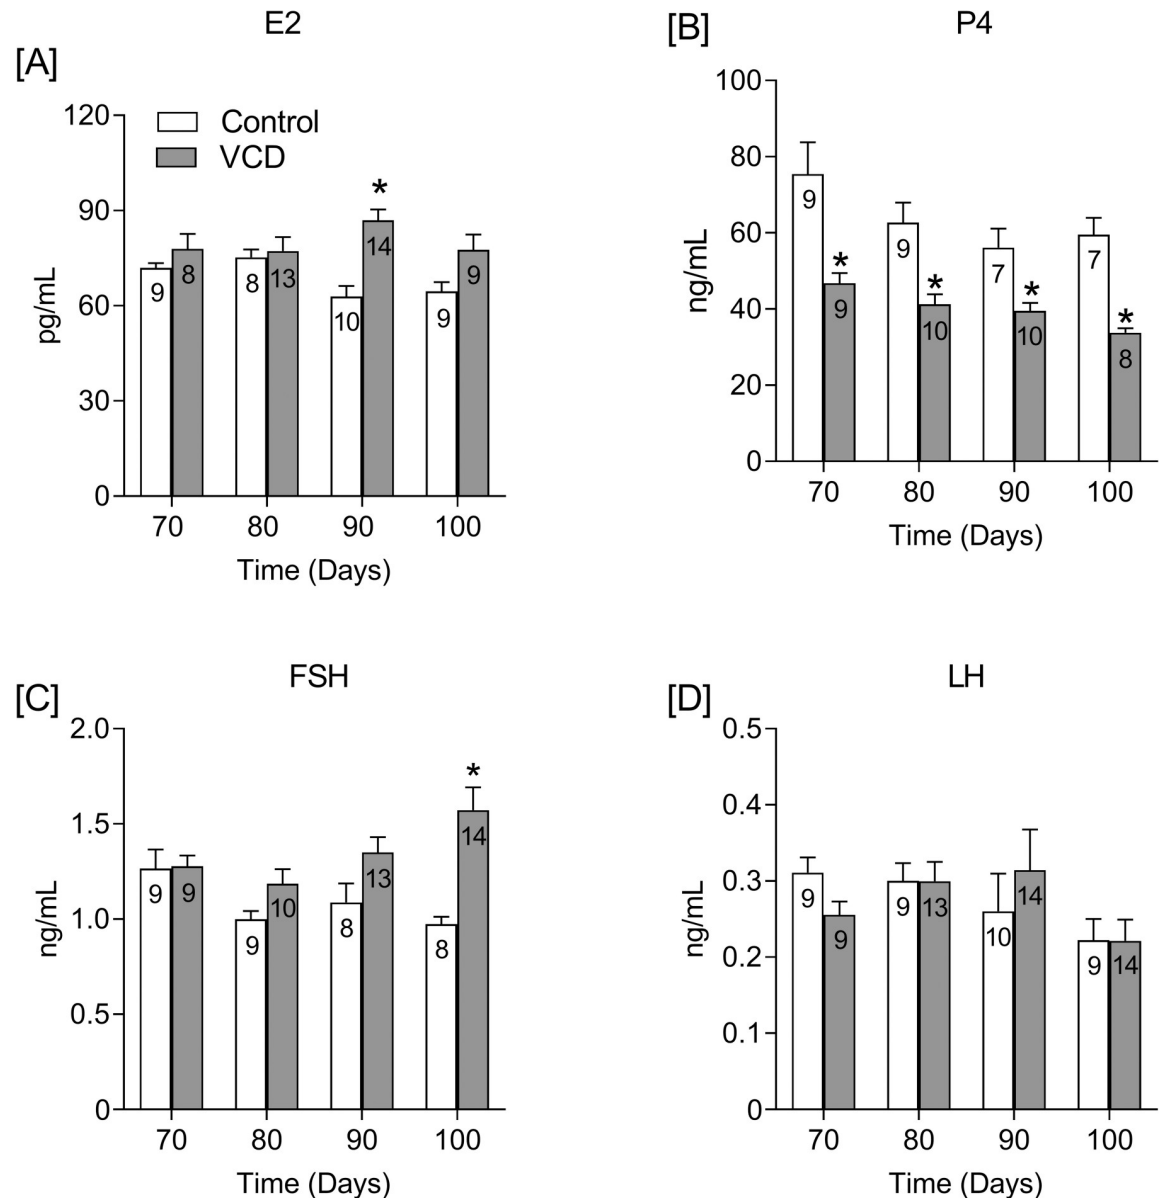 E2
[A]
120
90
60
30
0
pg/mL
Control
VCD
*
9
8
8
13
10
14
9
9
70 80 90 100
Time (Days)
P4
[B]
100
80
60
40
20
0
ng/mL
9
*
9
9
*
10
7
*
10
7
*
8
70 80 90 100
Time (Days)
FSH
[C]
2.0
1.5
1.0
0.5
0
ng/mL
*
9
9
9
10
8
13
8
14
70 80 90 100
Time (Days)
LH
[D]
0.5
0.4
0.3
0.2
0.1
0
ng/mL
9
9
9
13
10
14
9
14
70 80 90 100
Time (Days)